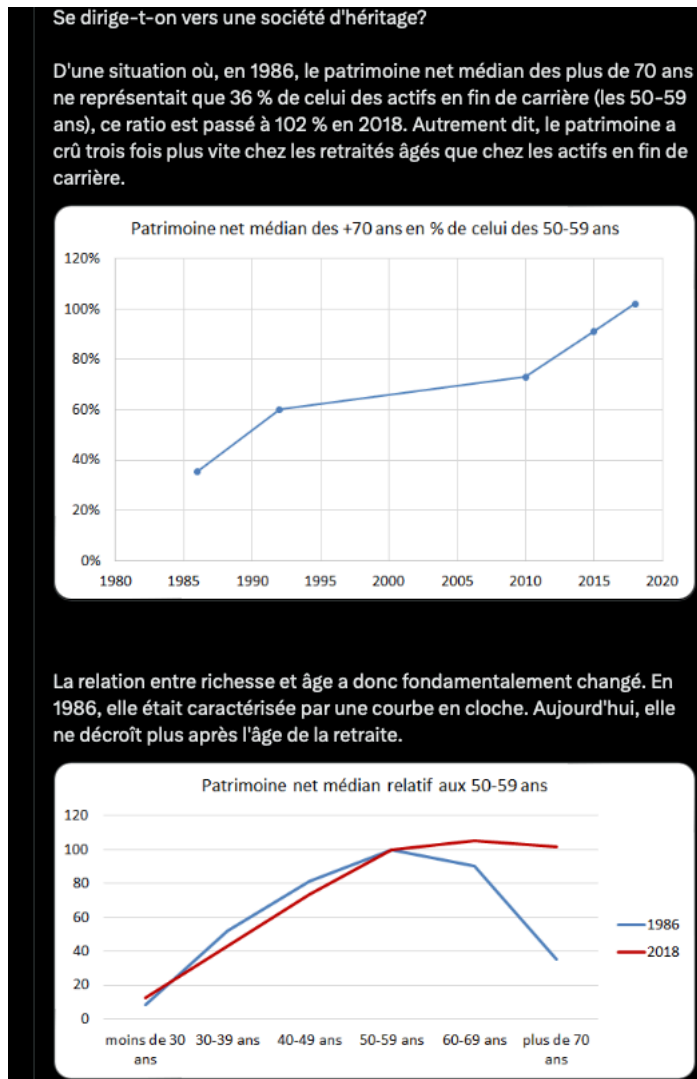 Se dirige-t-on vers une société d'héritage?
D'une situation où, en 1986, le patrimoine net médian des plus de 70 ans
ne représentait que 36 % de celui des actifs en fin de carrière (les 50-59
ans), ce ratio est passé à 102 % en 2018. Autrement dit, le patrimoine a
crû trois fois plus vite chez les retraités âgés que chez les actifs en fin de
carrière.
Patrimoine net médian des +70 ans en % de celui des 50-59 ans
120%
100%
80%
60%
40%
20%
0%
1980 1985 1990 1995 2000 2005 2010 2015 2020
La relation entre richesse et âge a donc fondamentalement changé. En
1986, elle était caractérisée par une courbe en cloche. Aujourd'hui, elle
ne décroît plus après l'âge de la retraite.
Patrimoine net médian relatif aux 50-59 ans
120
100
80
60
40
20
0
1986
2018
moins de 30 30-39 ans 40-49 ans 50-59 ans 60-69 ans plus de 70
ans ans